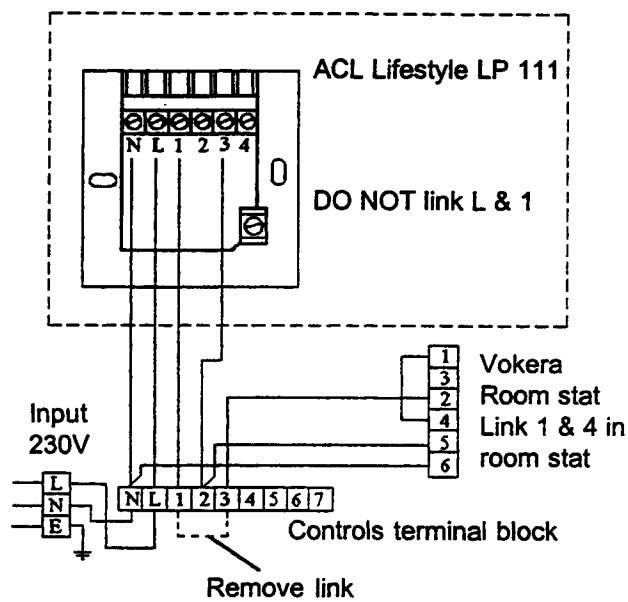 ACL Lifestyle LP 111
N L 1 2 3 4
DO NOT link L & 1
1
3
2
4
5
6
Vokera
Room stat
Link 1 & 4 in
room stat
Input
230V
L
N
E
N L 1 2 3 4 5 6 7
Controls terminal block
Remove link